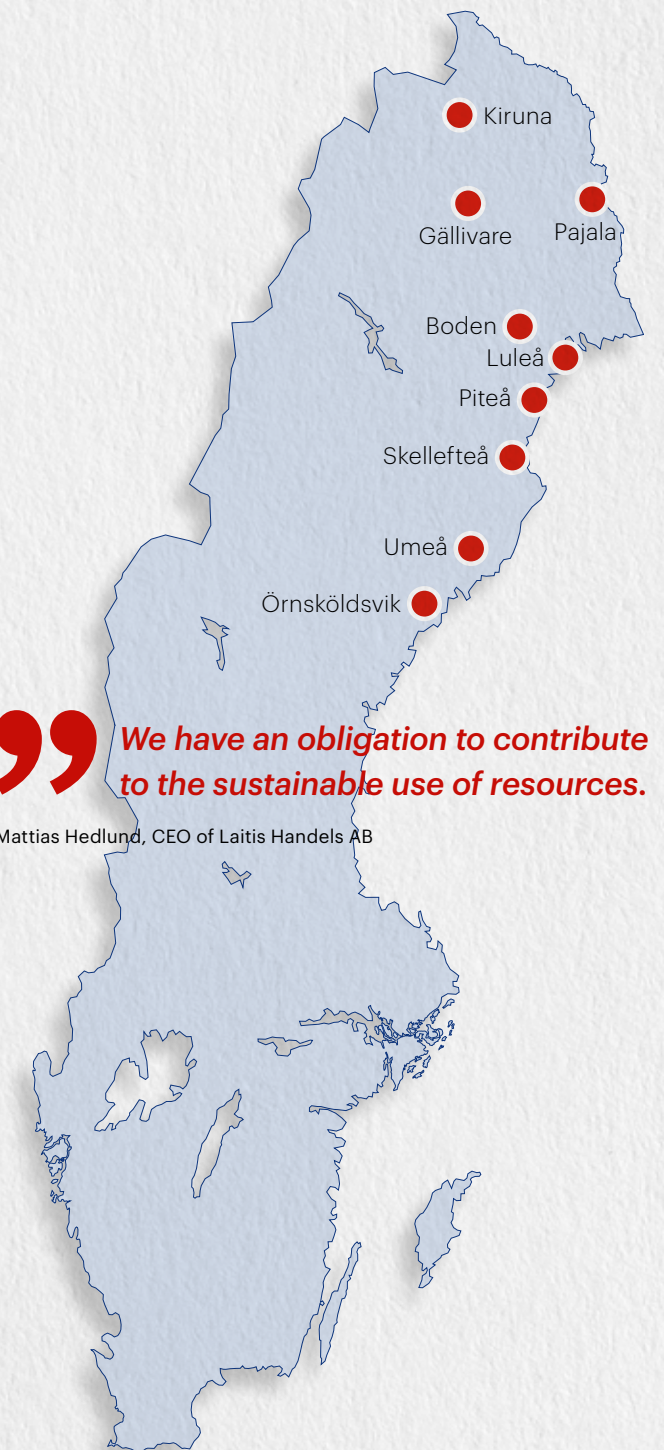 Kiruna
Gällivare
Pajala
Boden
Luleå
Piteå
Skellefteå
Umeå
Örnsköldsvik
”
We have an obligation to contribute
to the sustainable use of resources.
Mattias Hedlund, CEO of Laitis Handels AB